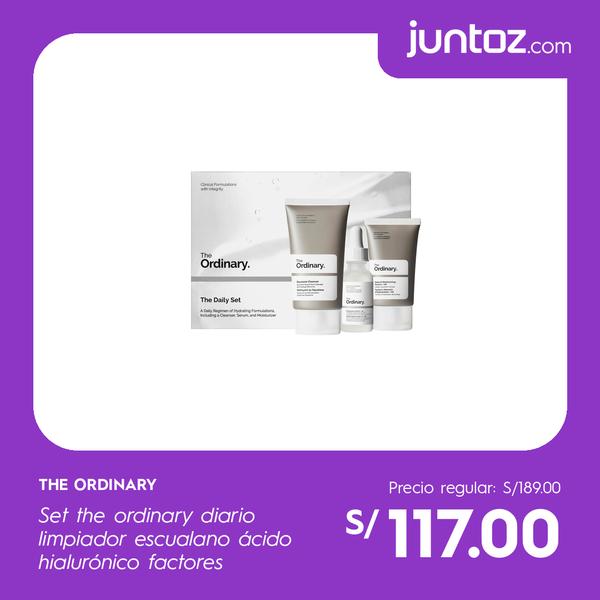 juntoz.com
Clinical Formulations
with Integrity.
The
Ordinary.
The Daily Set
A Daily Regimen of Hydrating Formulations,
Including a Cleanser, Serum, and Moisturizer
The
Ordinary.
Squalane Cleanser
The
Ordinary.
The
Ordinary.
THE ORDINARY
Set the ordinary diario
limpiador escualano ácido
hialurónico factores
Precio regular: S/189.00
S/ 117.00